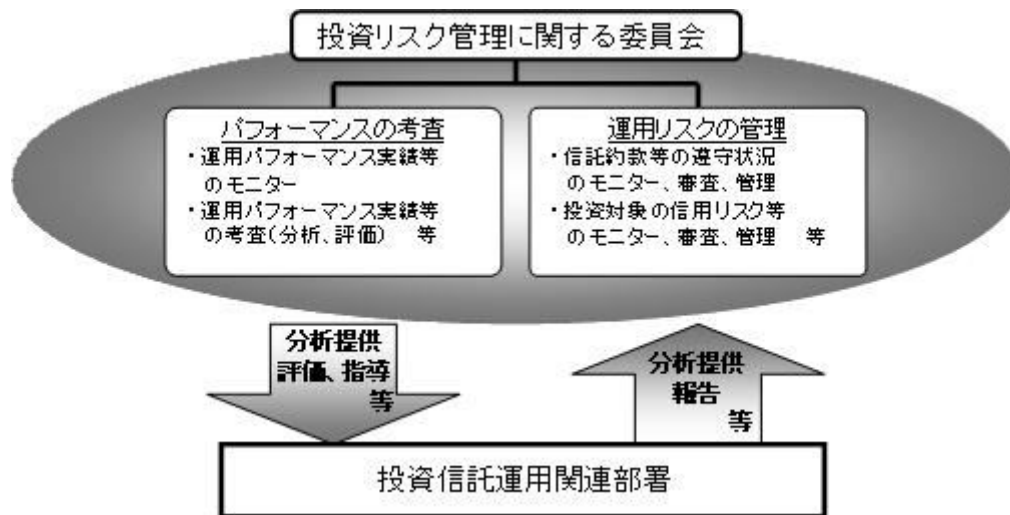 投資リスク管理に関する委員会
パフォーマンスの考査
・運用パフォーマンス実績等
のモニター
・運用パフォーマンス実績等
の考査(分析、評価) 等
運用リスクの管理
・信託約款等の遵守状況
のモニター、審査、管理
・投資対象の信用リスク等
のモニター、審査、管理 等
分析提供
評価、指導
等
分析提供
報告
等
投資信託運用関連部署